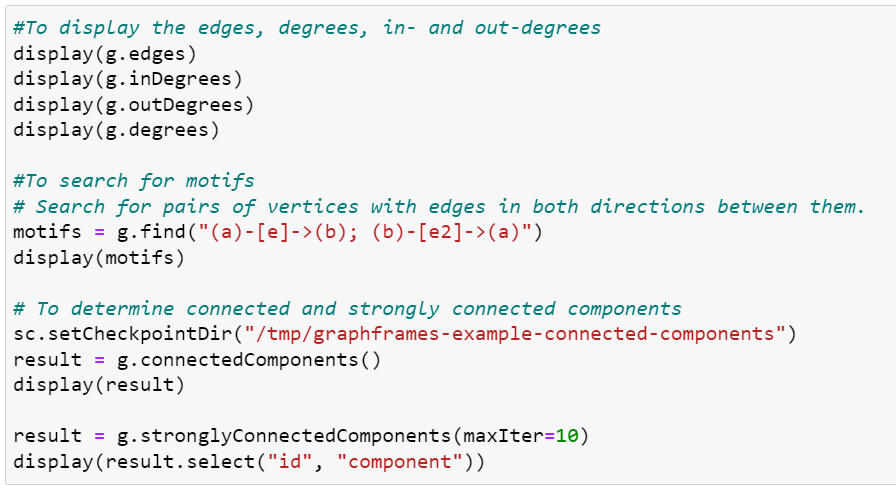 #To display the edges, degrees, in- and out-degrees
display(g.edges)
display(g.inDegrees)
display(g.outDegrees)
display(g.degrees)
#To search for motifs
# Search for pairs of vertices with edges in both directions between them.
motifs = g.find("(a)-[e]->(b); (b)-[e2]->(a)")
display(motifs)
# To determine connected and strongly connected components
sc.setCheckpointDir("/tmp/graphframes-example-connected-components")
result = g.connectedComponents()
display(result)
result = g.stronglyConnectedComponents(maxIter=10)
display(result.select("id", "component"))